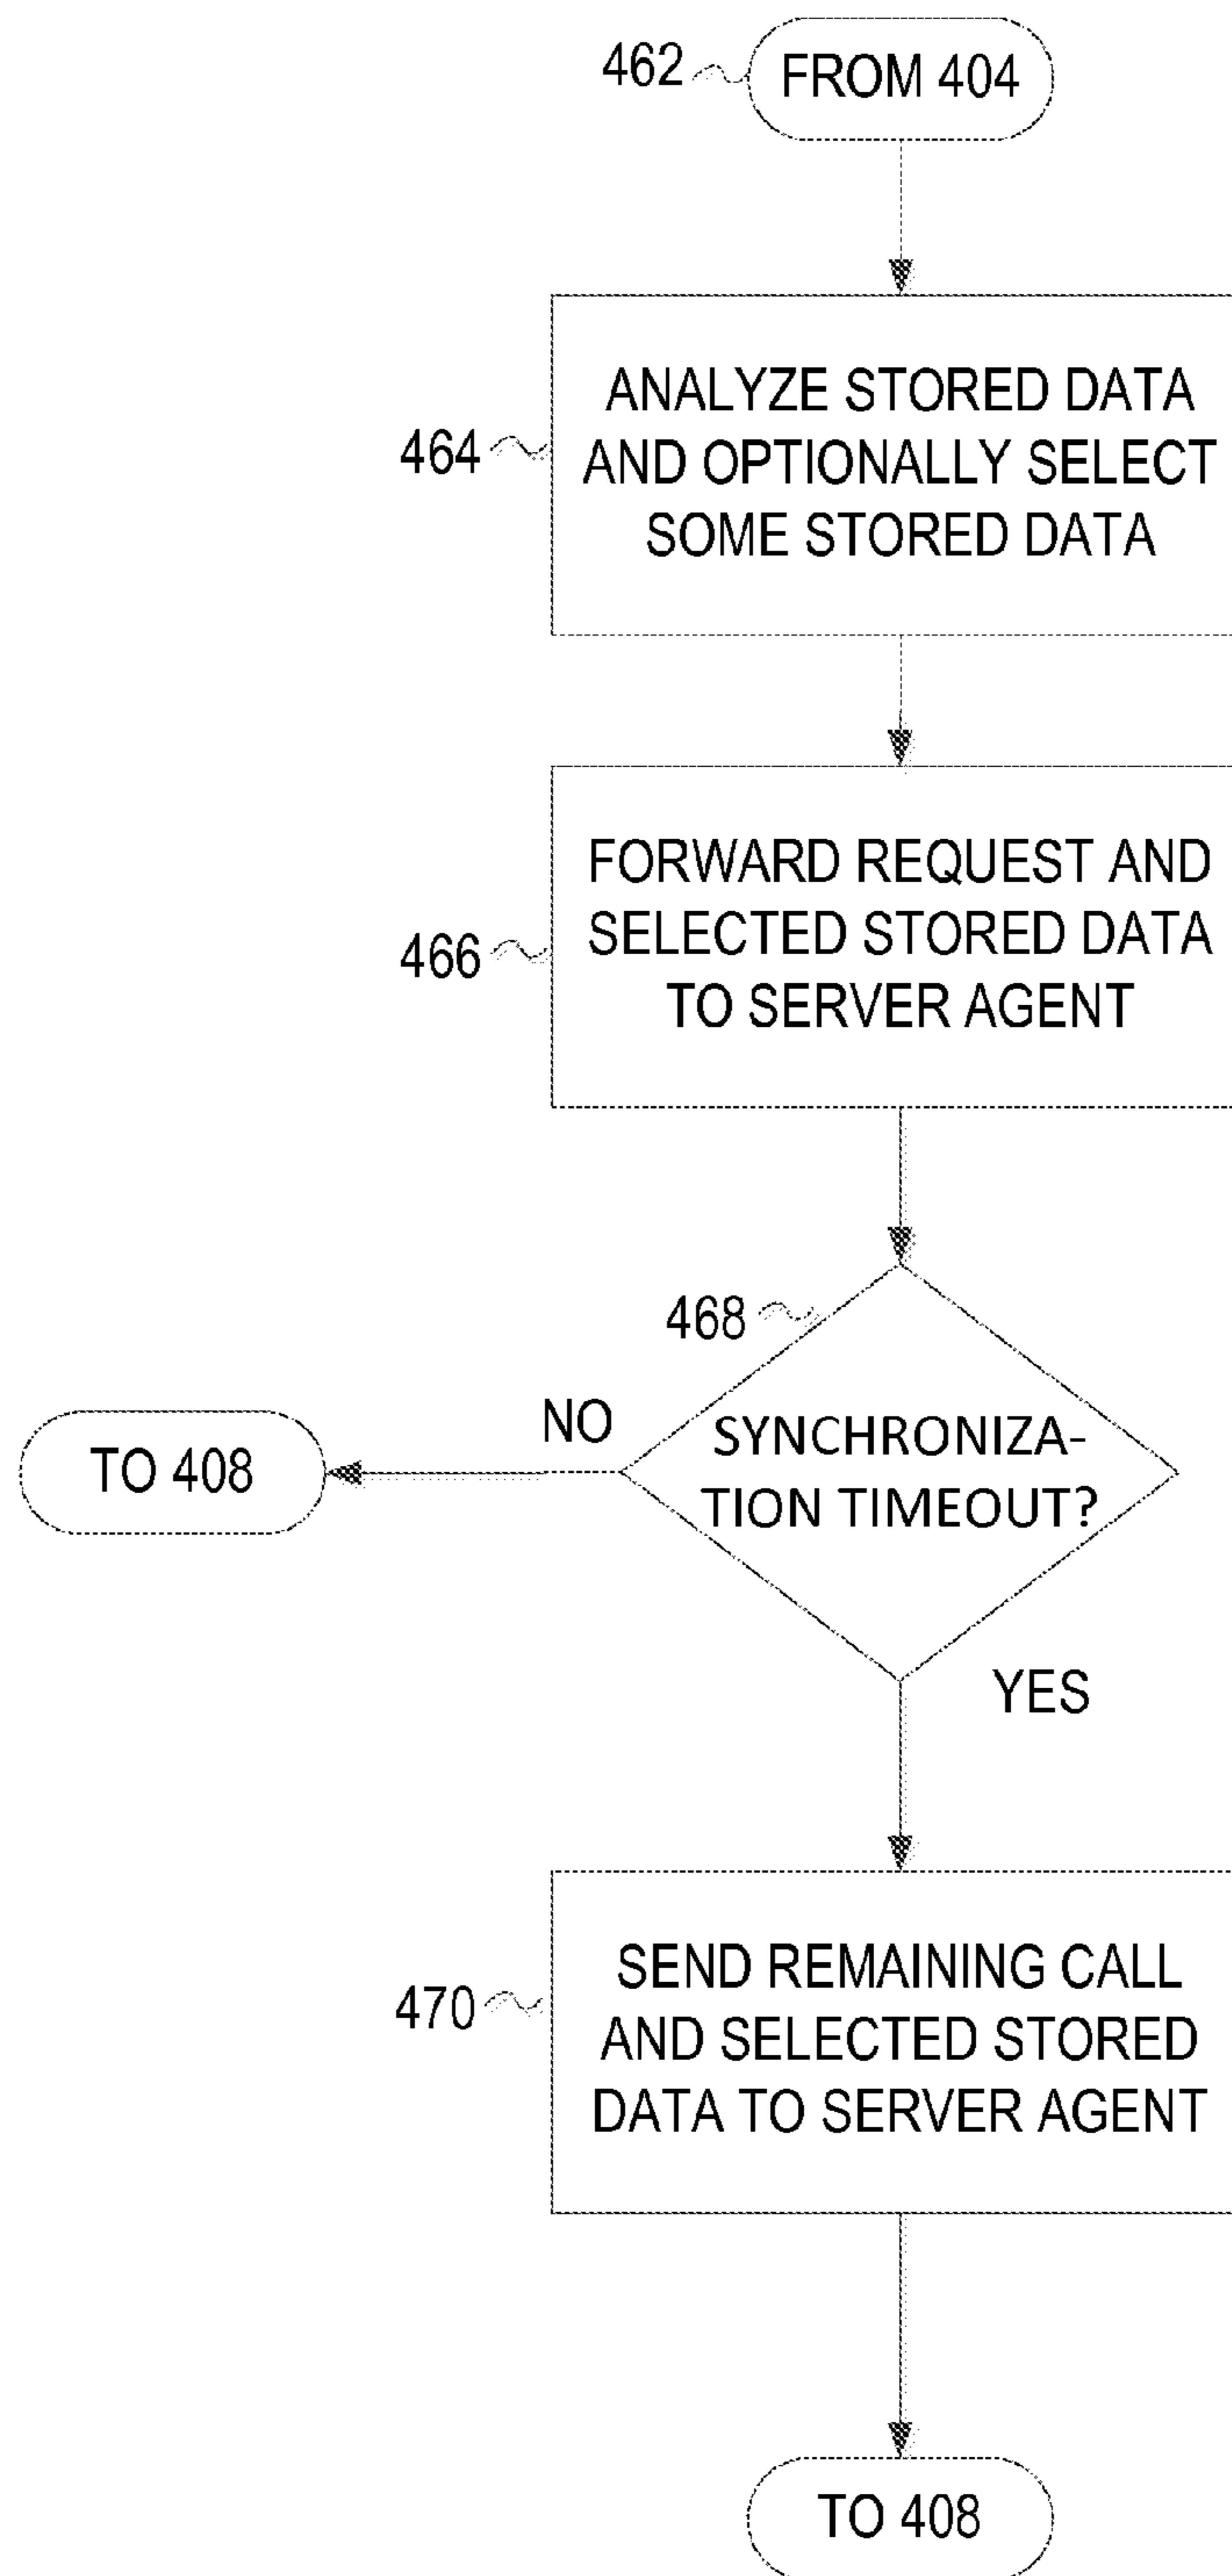 462
FROM 404
464
ANALYZE STORED DATA
AND OPTIONALLY SELECT
SOME STORED DATA
466
FORWARD REQUEST AND
SELECTED STORED DATA
TO SERVER AGENT
468
SYNCHRONIZA-
TION TIMEOUT?
NO
TO 408
YES
470
SEND REMAINING CALL
AND SELECTED STORED
DATA TO SERVER AGENT
TO 408